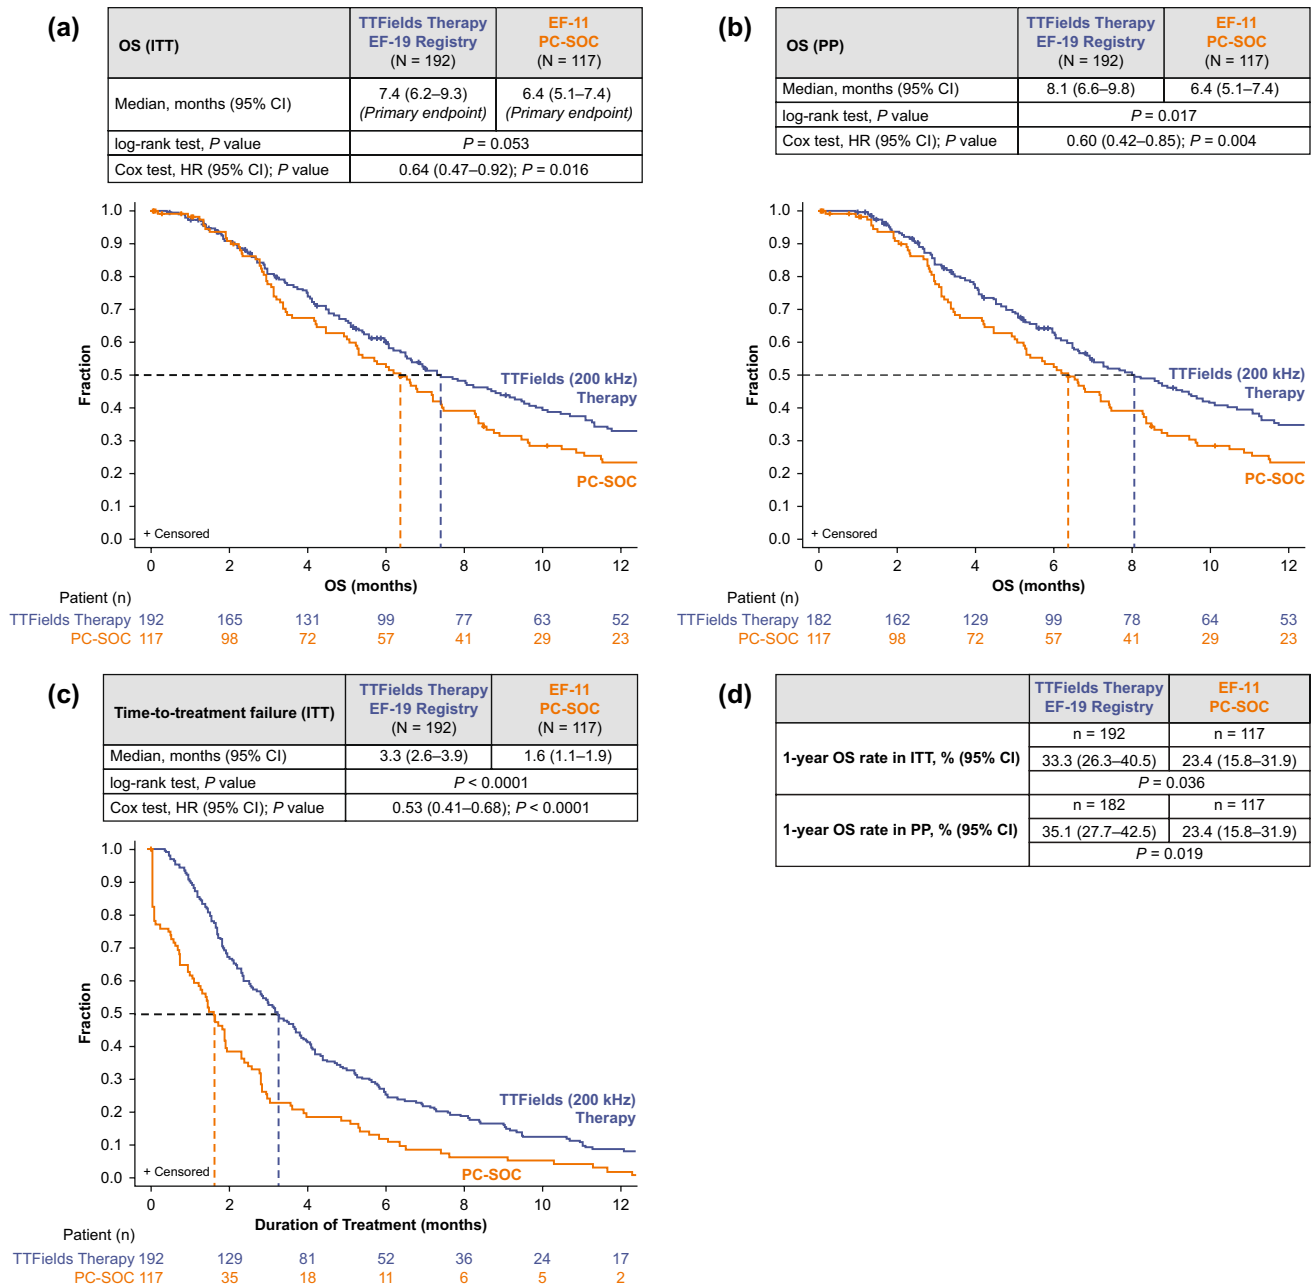 (a)
OS (ITT)
TTFields Therapy
EF-19 Registry
(N = 192)
EF-11
PC-SOC
(N = 117)
Median, months (95% CI)
7.4 (6.2–9.3)
(Primary endpoint)
6.4 (5.1–7.4)
(Primary endpoint)
log-rank test, P value
P = 0.053
Cox test, HR (95% CI); P value
0.64 (0.47–0.92); P = 0.016
1.0
0.9
0.8
0.7
0.6
0.5
0.4
0.3
0.2
0.1
0.0
Fraction
TTFields (200 kHz)
Therapy
PC-SOC
+ Censored
0 2 4 6 8 10 12
OS (months)
Patient (n)
TTFields Therapy 192 165 131 99 77 63 52
PC-SOC 117 98 72 57 41 29 23
(b)
OS (PP)
TTFields Therapy
EF-19 Registry
(N = 192)
EF-11
PC-SOC
(N = 117)
Median, months (95% CI)
8.1 (6.6–9.8)
6.4 (5.1–7.4)
log-rank test, P value
P = 0.017
Cox test, HR (95% CI); P value
0.60 (0.42–0.85); P = 0.004
1.0
0.9
0.8
0.7
0.6
0.5
0.4
0.3
0.2
0.1
0.0
Fraction
TTFields (200 kHz)
Therapy
PC-SOC
+ Censored
0 2 4 6 8 10 12
OS (months)
Patient (n)
TTFields Therapy 182 162 129 99 78 64 53
PC-SOC 117 98 72 57 41 29 23
(c)
Time-to-treatment failure (ITT)
TTFields Therapy
EF-19 Registry
(N = 192)
EF-11
PC-SOC
(N = 117)
Median, months (95% CI)
3.3 (2.6–3.9)
1.6 (1.1–1.9)
log-rank test, P value
P < 0.0001
Cox test, HR (95% CI); P value
0.53 (0.41–0.68); P < 0.0001
1.0
0.9
0.8
0.7
0.6
0.5
0.4
0.3
0.2
0.1
0.0
Fraction
TTFields (200 kHz)
Therapy
PC-SOC
+ Censored
0 2 4 6 8 10 12
Duration of Treatment (months)
Patient (n)
TTFields Therapy 192 129 81 52 36 24 17
PC-SOC 117 35 18 11 6 5 2
(d)
TTFields Therapy
EF-19 Registry
EF-11
PC-SOC
1-year OS rate in ITT, % (95% CI)
n = 192
n = 117
33.3 (26.3–40.5)
23.4 (15.8–31.9)
P = 0.036
1-year OS rate in PP, % (95% CI)
n = 182
n = 117
35.1 (27.7–42.5)
23.4 (15.8–31.9)
P = 0.019